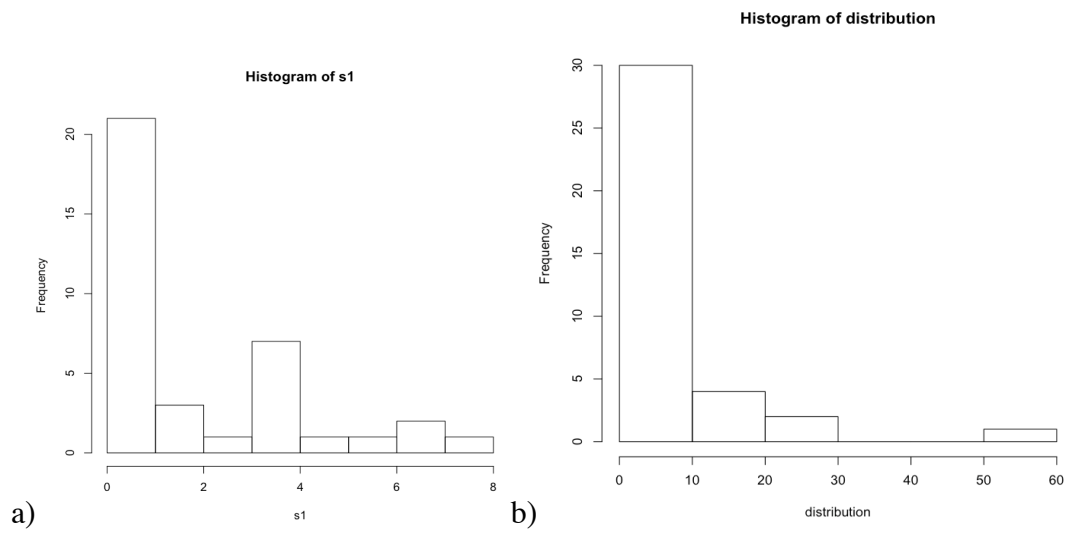 Histogram of s1
Frequency
0
5
10
15
20
0 2 4 6 8
s1
a)
Histogram of distribution
Frequency
0
5
10
15
20
25
30
0 10 20 30 40 50 60
distribution
b)